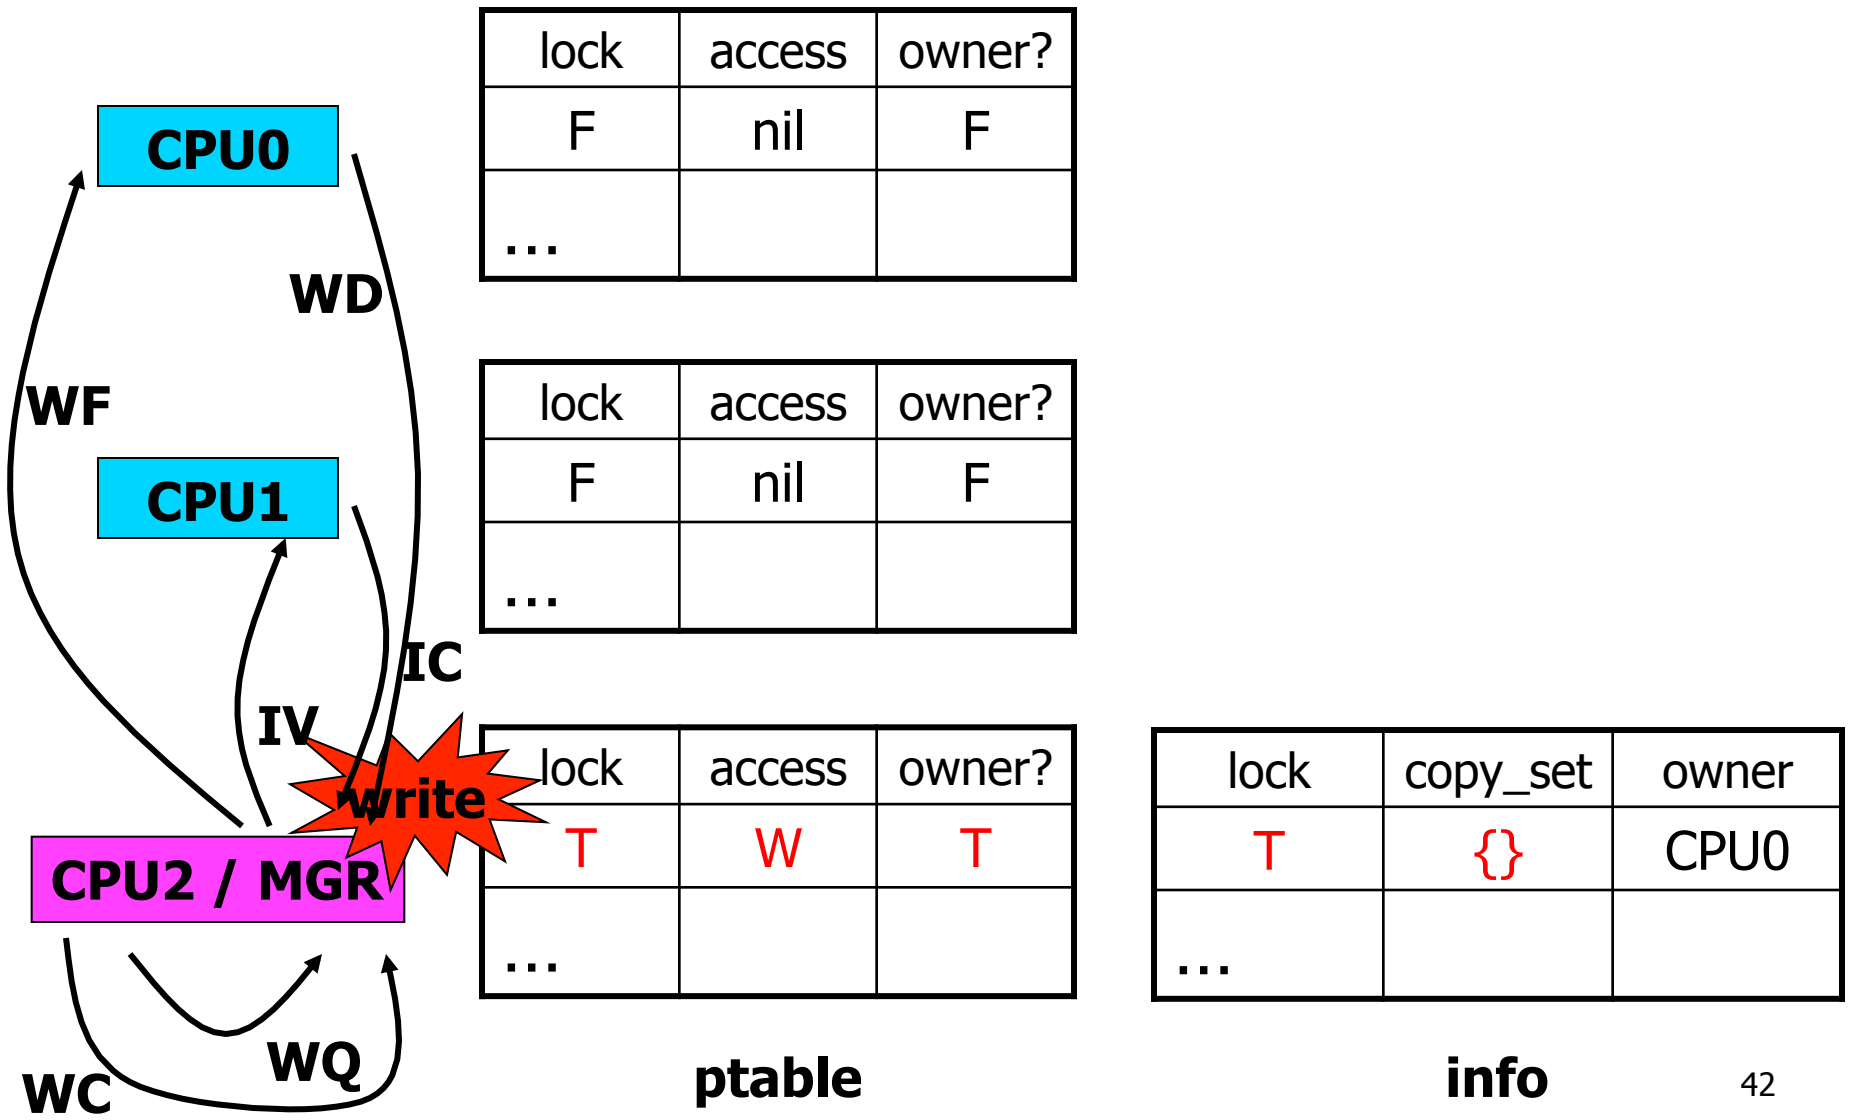 lock access owner?
CPU0
F nil F
...
WD
WF
lock access owner?
CPU1
F nil F
...
IC
IV
write
lock access owner?
T W T
...
CPU2 / MGR
lock copy_set owner
T {} CPU0
...
WQ
WC
ptable
info
42